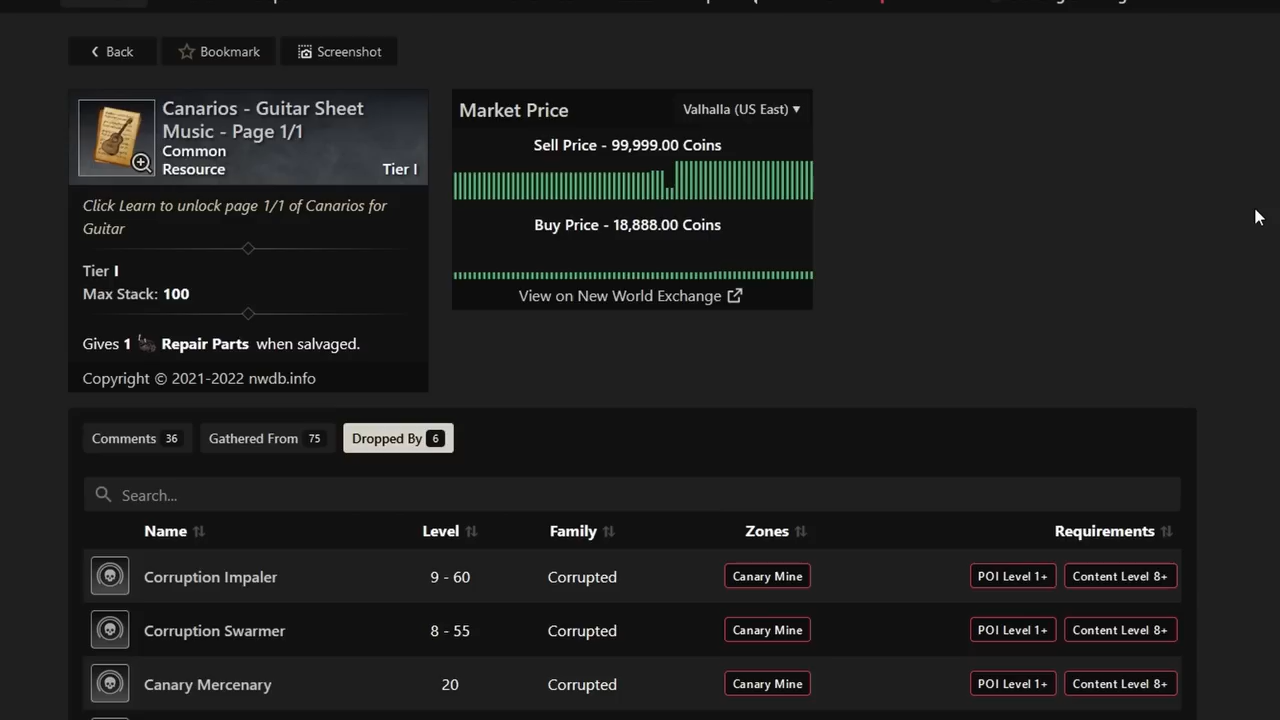 Back
Bookmark
Screenshot
Canarios - Guitar Sheet
Music - Page 1/1
Common
Resource
Tier I
Click Learn to unlock page 1/1 of Canarios for
Guitar
Tier I
Max Stack: 100
Gives 1 Repair Parts when salvaged.
Copyright © 2021-2022 nwdb.info
Market Price
Valhalla (US East) ▾
Sell Price - 99,999.00 Coins
Buy Price - 18,888.00 Coins
View on New World Exchange
Comments 36
Gathered From 75
Dropped By 6
Search...
Name Level Family Zones Requirements
Corruption Impaler 9 - 60 Corrupted Canary Mine POI Level 1+ Content Level 8+
Corruption Swarmer 8 - 55 Corrupted Canary Mine POI Level 1+ Content Level 8+
Canary Mercenary 20 Corrupted Canary Mine POI Level 1+ Content Level 8+